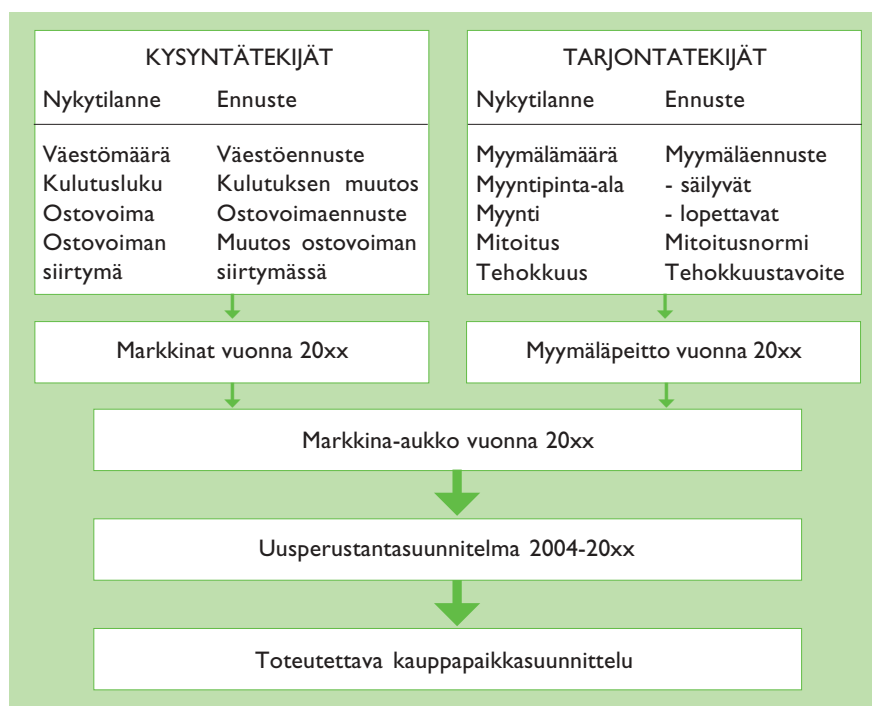 KYSYNTÄTEKIJÄT
Nykytilanne Ennuste
Väestömäärä Väestöennuste
Kulutusluku Kulutuksen muutos
Ostovoima Ostovoimaennuste
Ostovoiman Muutos ostovoiman
siirtymä siirtymässä
TARJONTATEKIJÄT
Nykytilanne Ennuste
Myymälämäärä Myymäläennuste
Myyntipinta-ala - säilyvät
Myynti - lopettavat
Mitoitus Mitoitusnormi
Tehokkuus Tehokkuustavoite
Markkinat vuonna 20xx
Myymäläpeitto vuonna 20xx
Markkina-aukko vuonna 20xx
Uusperustantasuunnitelma 2004-20xx
Toteutettava kauppapaikkasuunnittelu